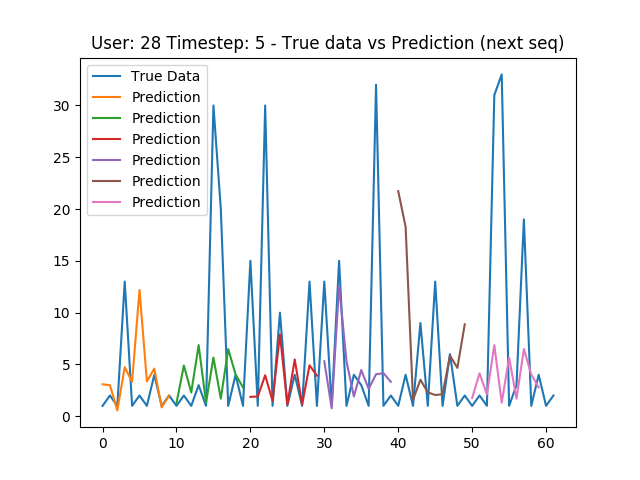 User: 28 Timestep: 5 - True data vs Prediction (next seq)
True Data
Prediction
Prediction
Prediction
Prediction
Prediction
Prediction
30
25
20
15
10
5
0
0 10 20 30 40 50 60